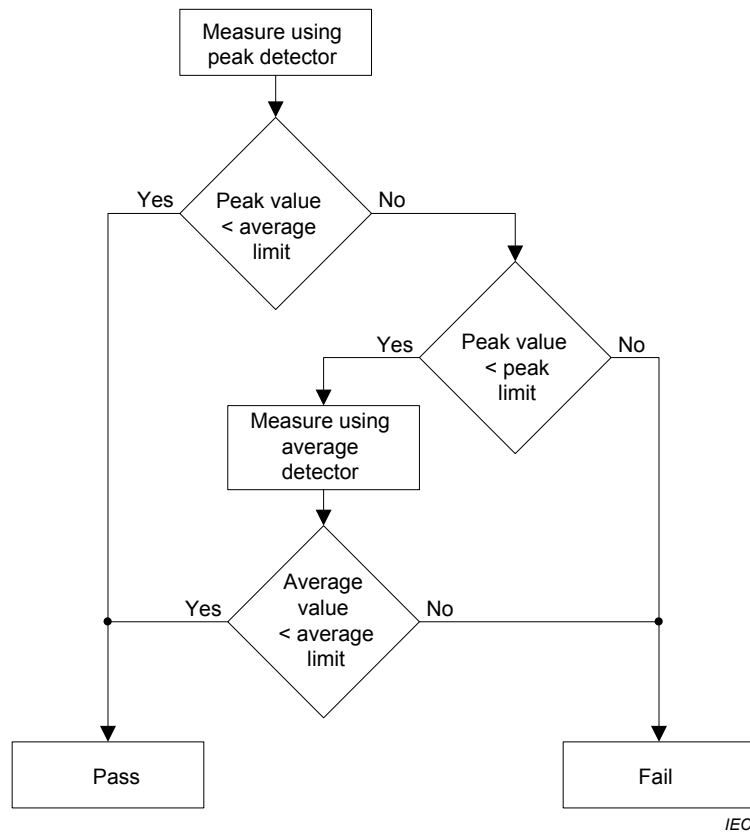 Measure using
peak detector
Yes
Peak value
< average
limit
No
Yes
Peak value
< peak
limit
No
Measure using
average
detector
Yes
Average
value
< average
limit
No
Pass
Fail
IEC